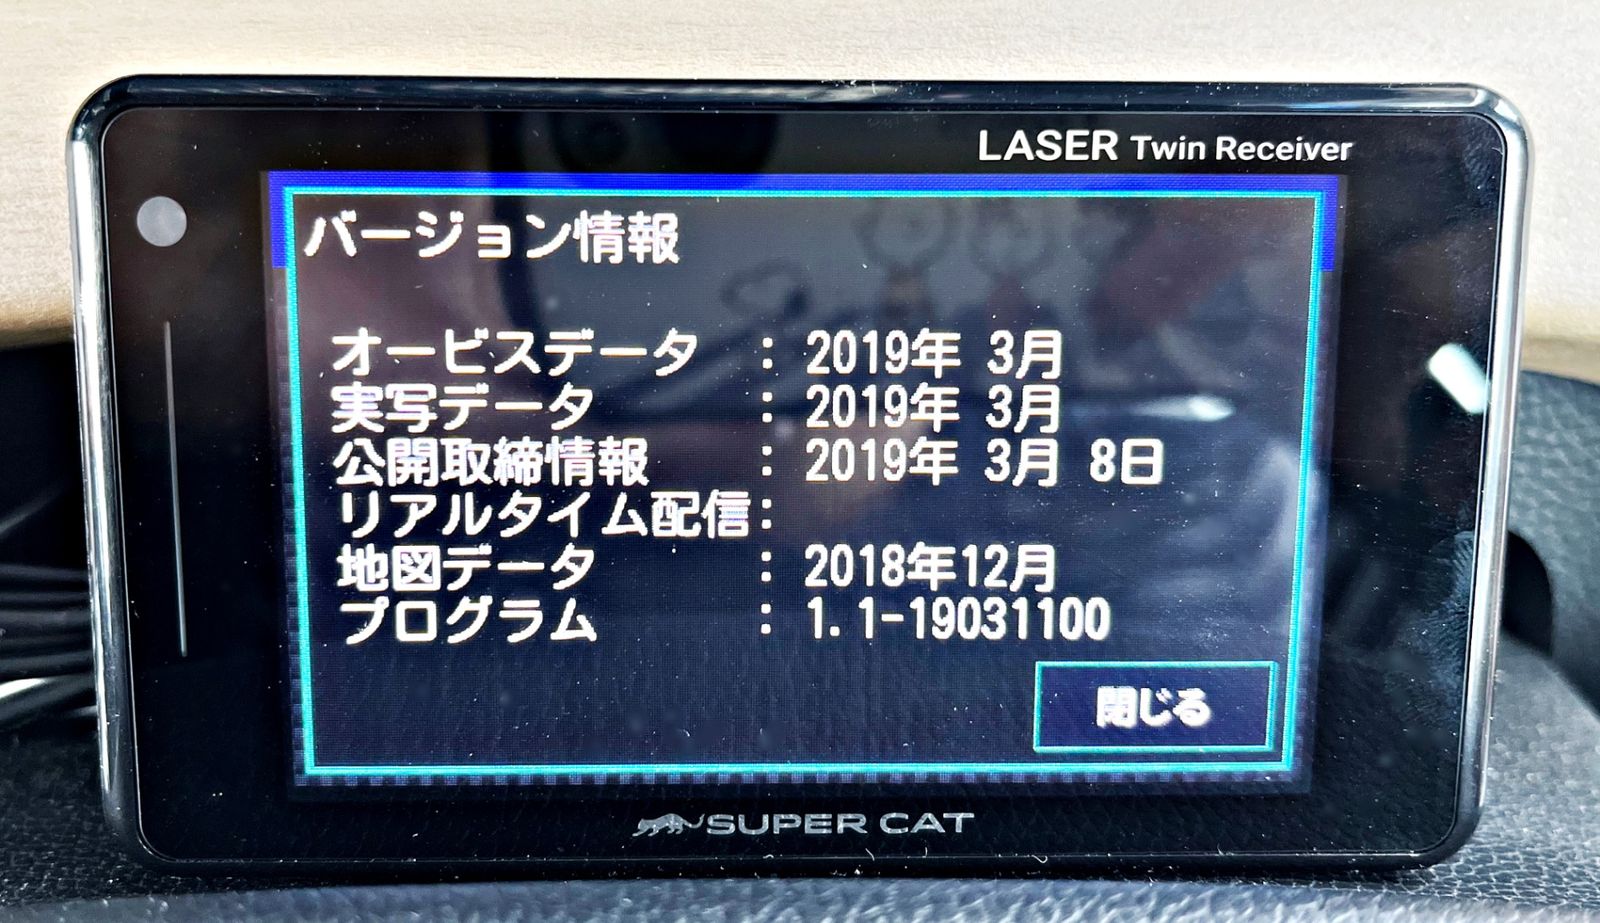 LASER Twin Receiver
バージョン情報
オービスデータ : 2019年 3月
実写データ : 2019年 3月
公開取締情報 : 2019年 3月 8日
リアルタイム配信:
地図データ : 2018年12月
プログラム : 1.1-19031100
閉じる
SUPER CAT